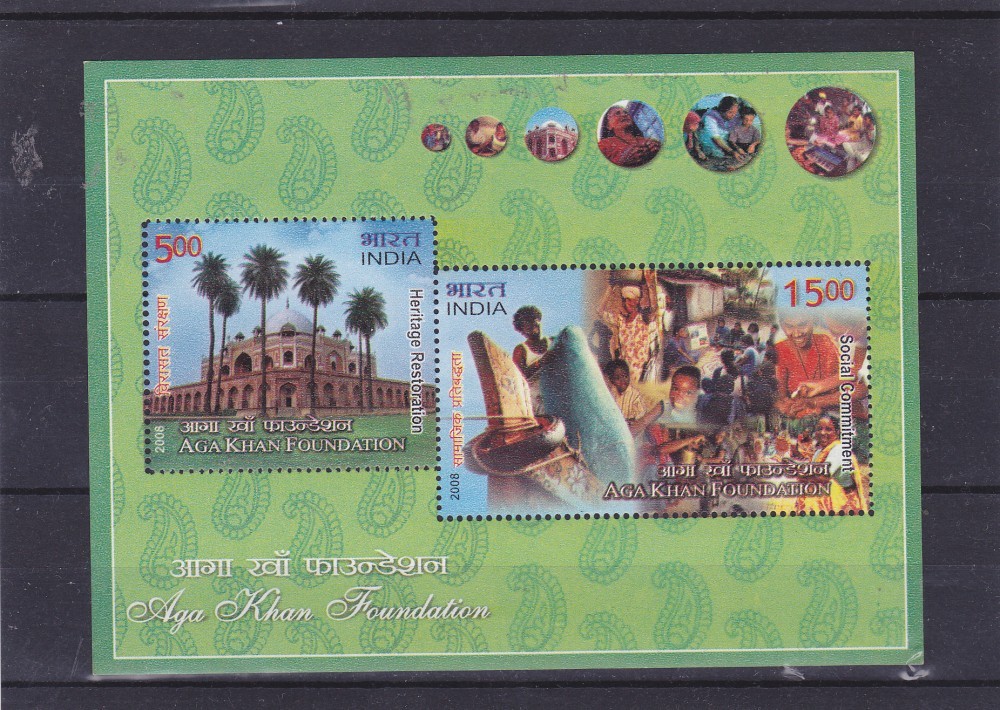 5.00
भारत
INDIA
विरासत संरक्षण
Heritage Restoration
2008
आगा खाँ फाउन्डेशन
AGA KHAN FOUNDATION
भारत
INDIA
15.00
सामाजिक प्रतिबद्धता
Social Commitment
2008
आगा खाँ फाउन्डेशन
AGA KHAN FOUNDATION
आगा खाँ फाउन्डेशन
Aga Khan Foundation